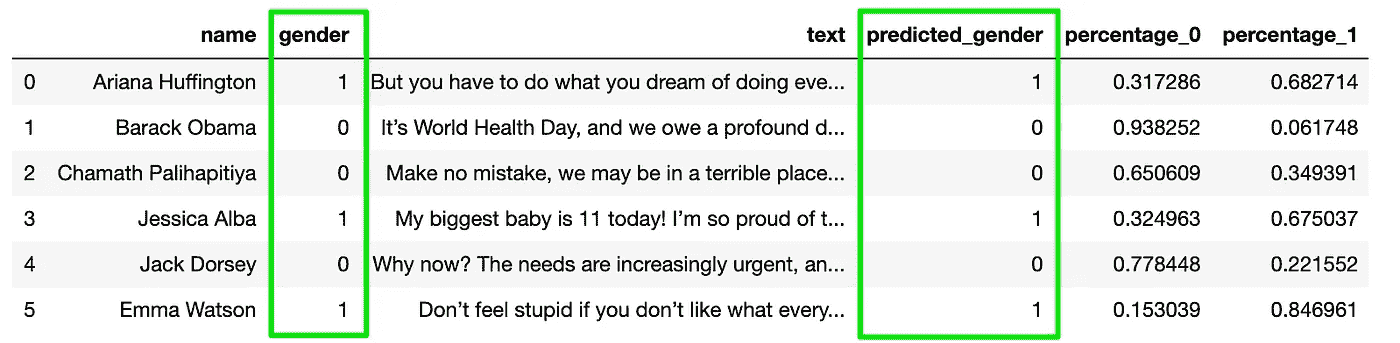 name gender text predicted_gender percentage_0 percentage_1
0 Ariana Huffington 1 But you have to do what you dream of doing eve... 1 0.317286 0.682714
1 Barack Obama 0 It’s World Health Day, and we owe a profound d... 0 0.938252 0.061748
2 Chamath Palihapitiya 0 Make no mistake, we may be in a terrible place... 0 0.650609 0.349391
3 Jessica Alba 1 My biggest baby is 11 today! I’m so proud of t... 1 0.324963 0.675037
4 Jack Dorsey 0 Why now? The needs are increasingly urgent, an... 0 0.778448 0.221552
5 Emma Watson 1 Don’t feel stupid if you don’t like what every... 1 0.153039 0.846961